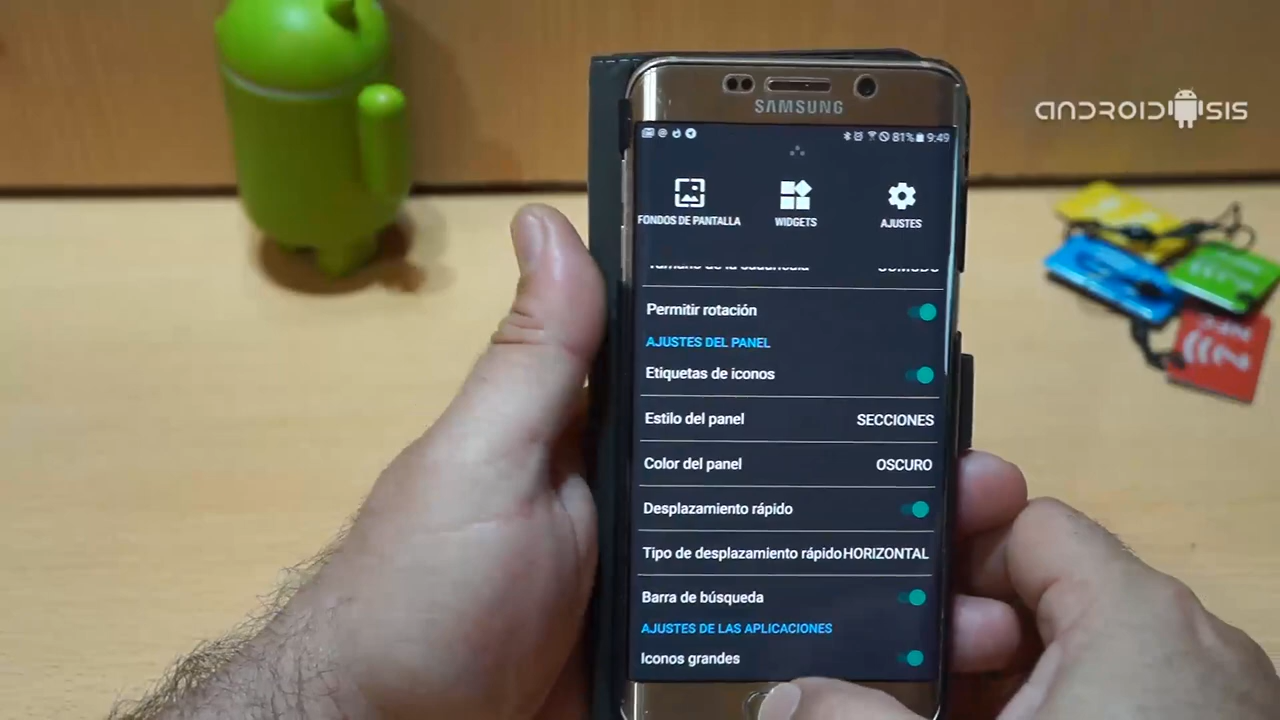 ANDROIDSIS
SAMSUNG
81% 9:49
FONDOS DE PANTALLA
WIDGETS
AJUSTES
Permitir rotación
AJUSTES DEL PANEL
Etiquetas de iconos
Estilo del panel SECCIONES
Color del panel OSCURO
Desplazamiento rápido
Tipo de desplazamiento rápido HORIZONTAL
Barra de búsqueda
AJUSTES DE LAS APLICACIONES
Iconos grandes